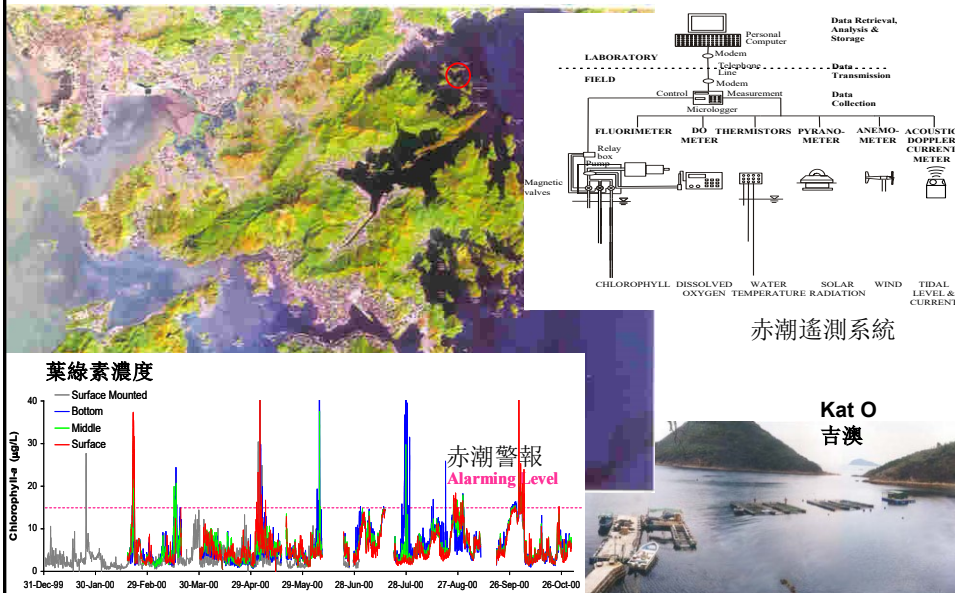 Personal
Computer
Data Retrieval,
Analysis &
Storage
LABORATORY
Modem
Telephone
Line
Data
Transmission
FIELD
Modem
Control
Measurement
Micrologger
Data
Collection
FLUORIMETER
DO
METER
THERMISTORS
PYRANO-
METER
ANEMO-
METER
ACOUSTIC
DOPPLER
CURRENT
METER
Relay
box
Pump
Magnetic
valves
CHLOROPHYLL
DISSOLVED
OXYGEN
WATER
TEMPERATURE
SOLAR
RADIATION
WIND
TIDAL
LEVEL &
CURRENT
赤潮遙測系統
葉綠素濃度
Surface Mounted
Bottom
Middle
Surface
Chlorophyll-a (μg/L)
40
30
20
10
0
赤潮警報
Alarming Level
31-Dec-99 30-Jan-00 29-Feb-00 30-Mar-00 29-Apr-00 29-May-00 28-Jun-00 28-Jul-00 27-Aug-00 26-Sep-00 26-Oct-00
Kat O
吉澳